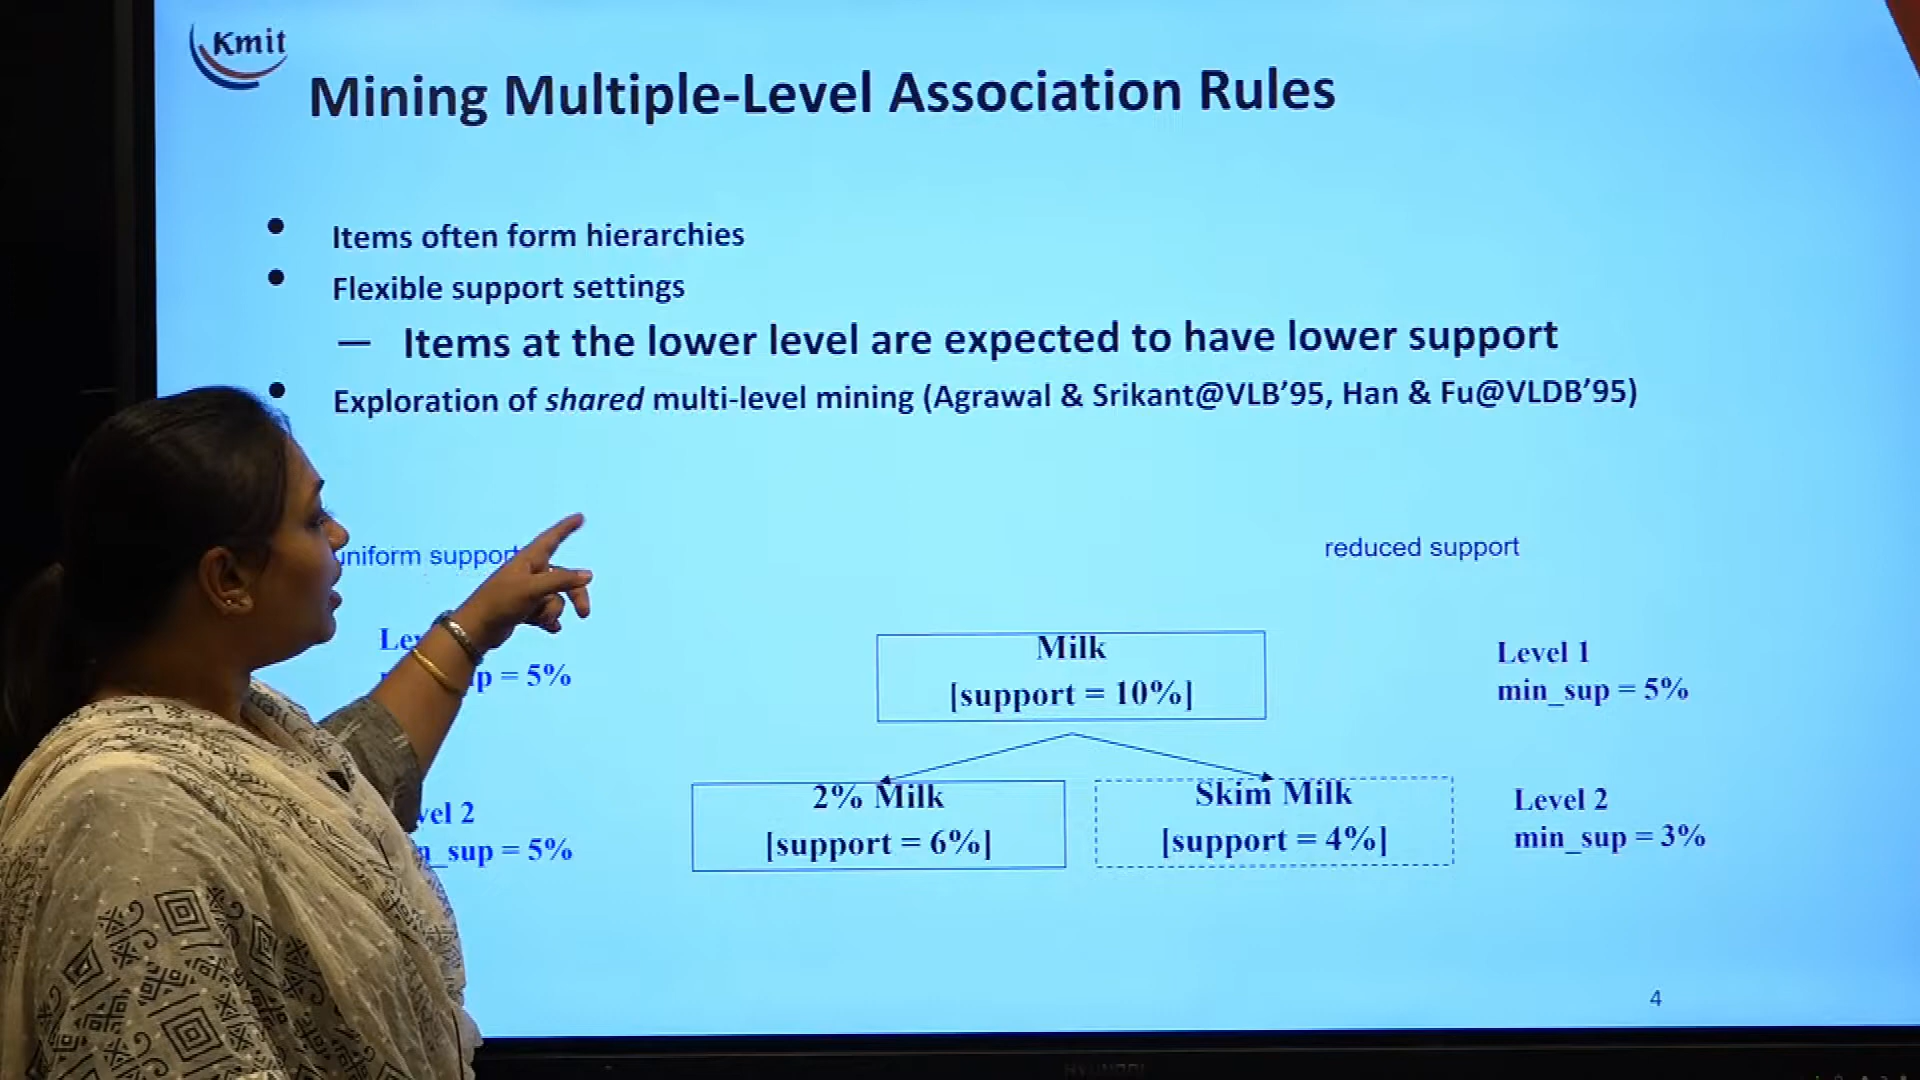 Kmit
Mining Multiple-Level Association Rules
• Items often form hierarchies
• Flexible support settings
— Items at the lower level are expected to have lower support
• Exploration of shared multi-level mining (Agrawal & Srikant@VLB’95, Han & Fu@VLDB’95)
uniform support
reduced support
Milk
[support = 10%]
= 5%
Level 1
min_sup = 5%
2% Milk
[support = 6%]
Skim Milk
[support = 4%]
2
_sup = 5%
Level 2
min_sup = 3%
4